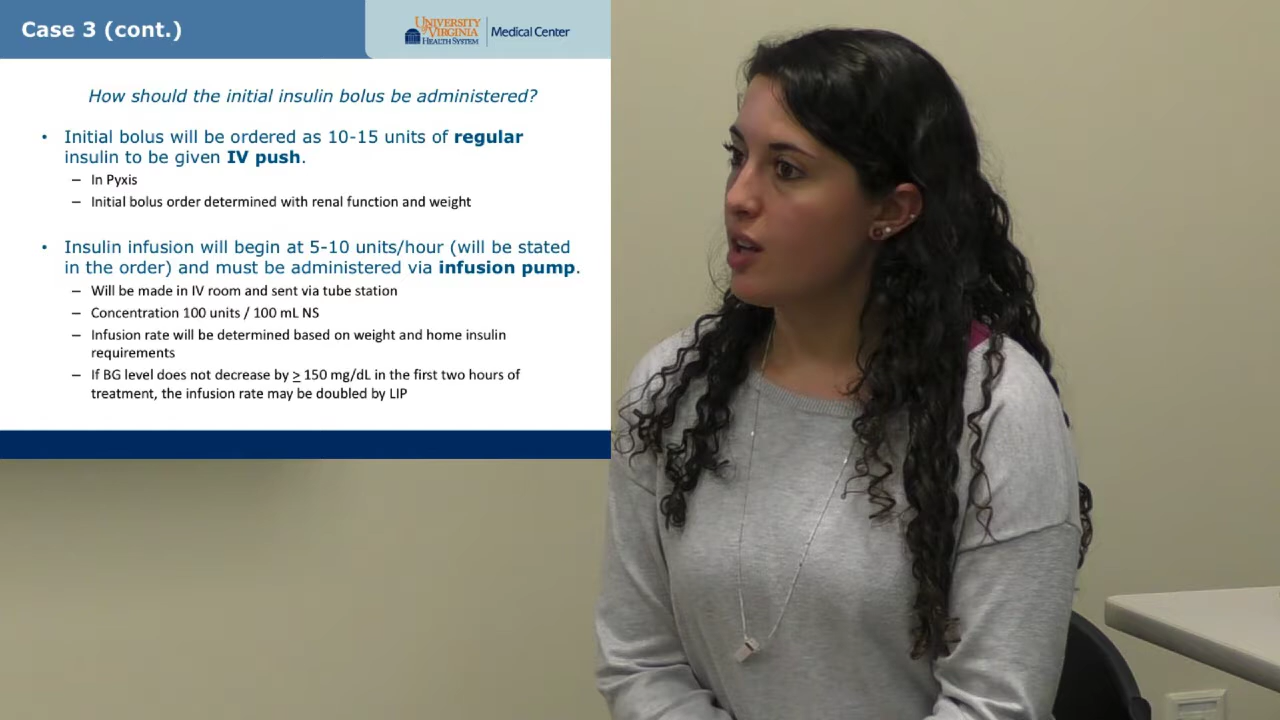 Case 3 (cont.)
UNIVERSITY
of VIRGINIA
HEALTH SYSTEM
Medical Center
How should the initial insulin bolus be administered?
• Initial bolus will be ordered as 10-15 units of regular
insulin to be given IV push.
– In Pyxis
– Initial bolus order determined with renal function and weight
• Insulin infusion will begin at 5-10 units/hour (will be stated
in the order) and must be administered via infusion pump.
– Will be made in IV room and sent via tube station
– Concentration 100 units / 100 mL NS
– Infusion rate will be determined based on weight and home insulin
requirements
– If BG level does not decrease by ≥ 150 mg/dL in the first two hours of
treatment, the infusion rate may be doubled by LIP